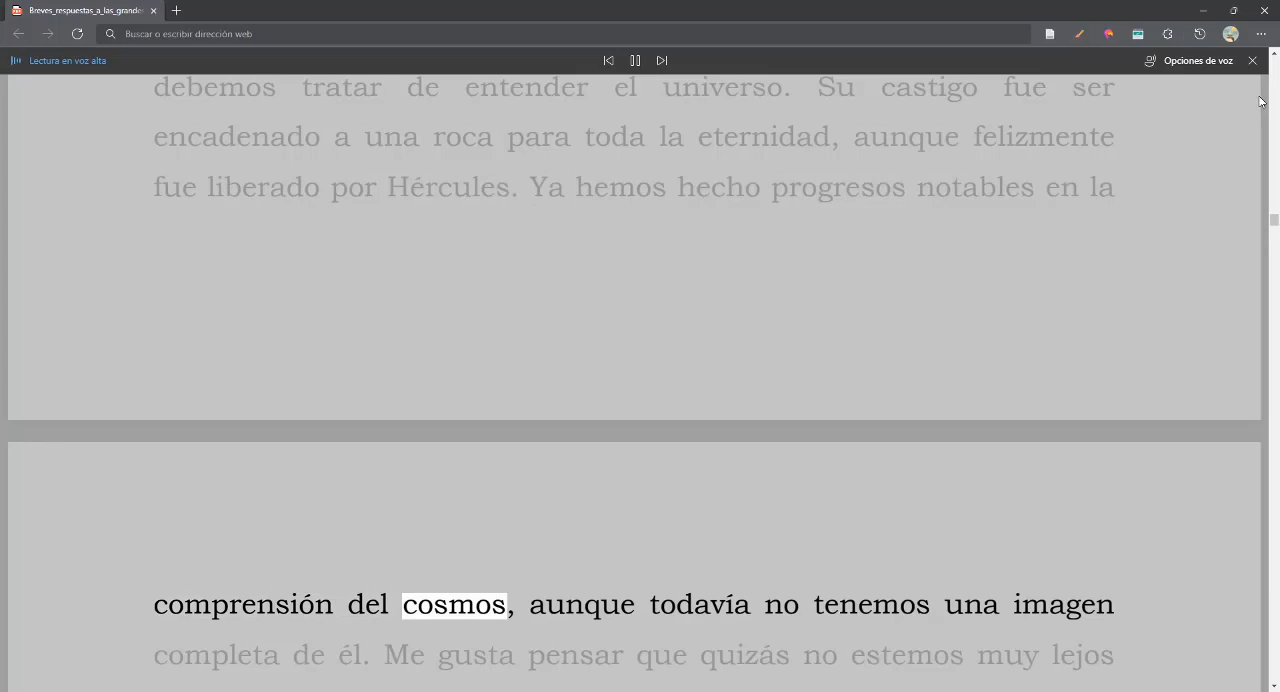 Breves_respuestas_a_las_grandes
Buscar o escribir dirección web
Lectura en voz alta
Opciones de voz
debemos tratar de entender el universo. Su castigo fue ser
encadenado a una roca para toda la eternidad, aunque felizmente
fue liberado por Hércules. Ya hemos hecho progresos notables en la
comprensión del cosmos, aunque todavía no tenemos una imagen
completa de él. Me gusta pensar que quizás no estemos muy lejos